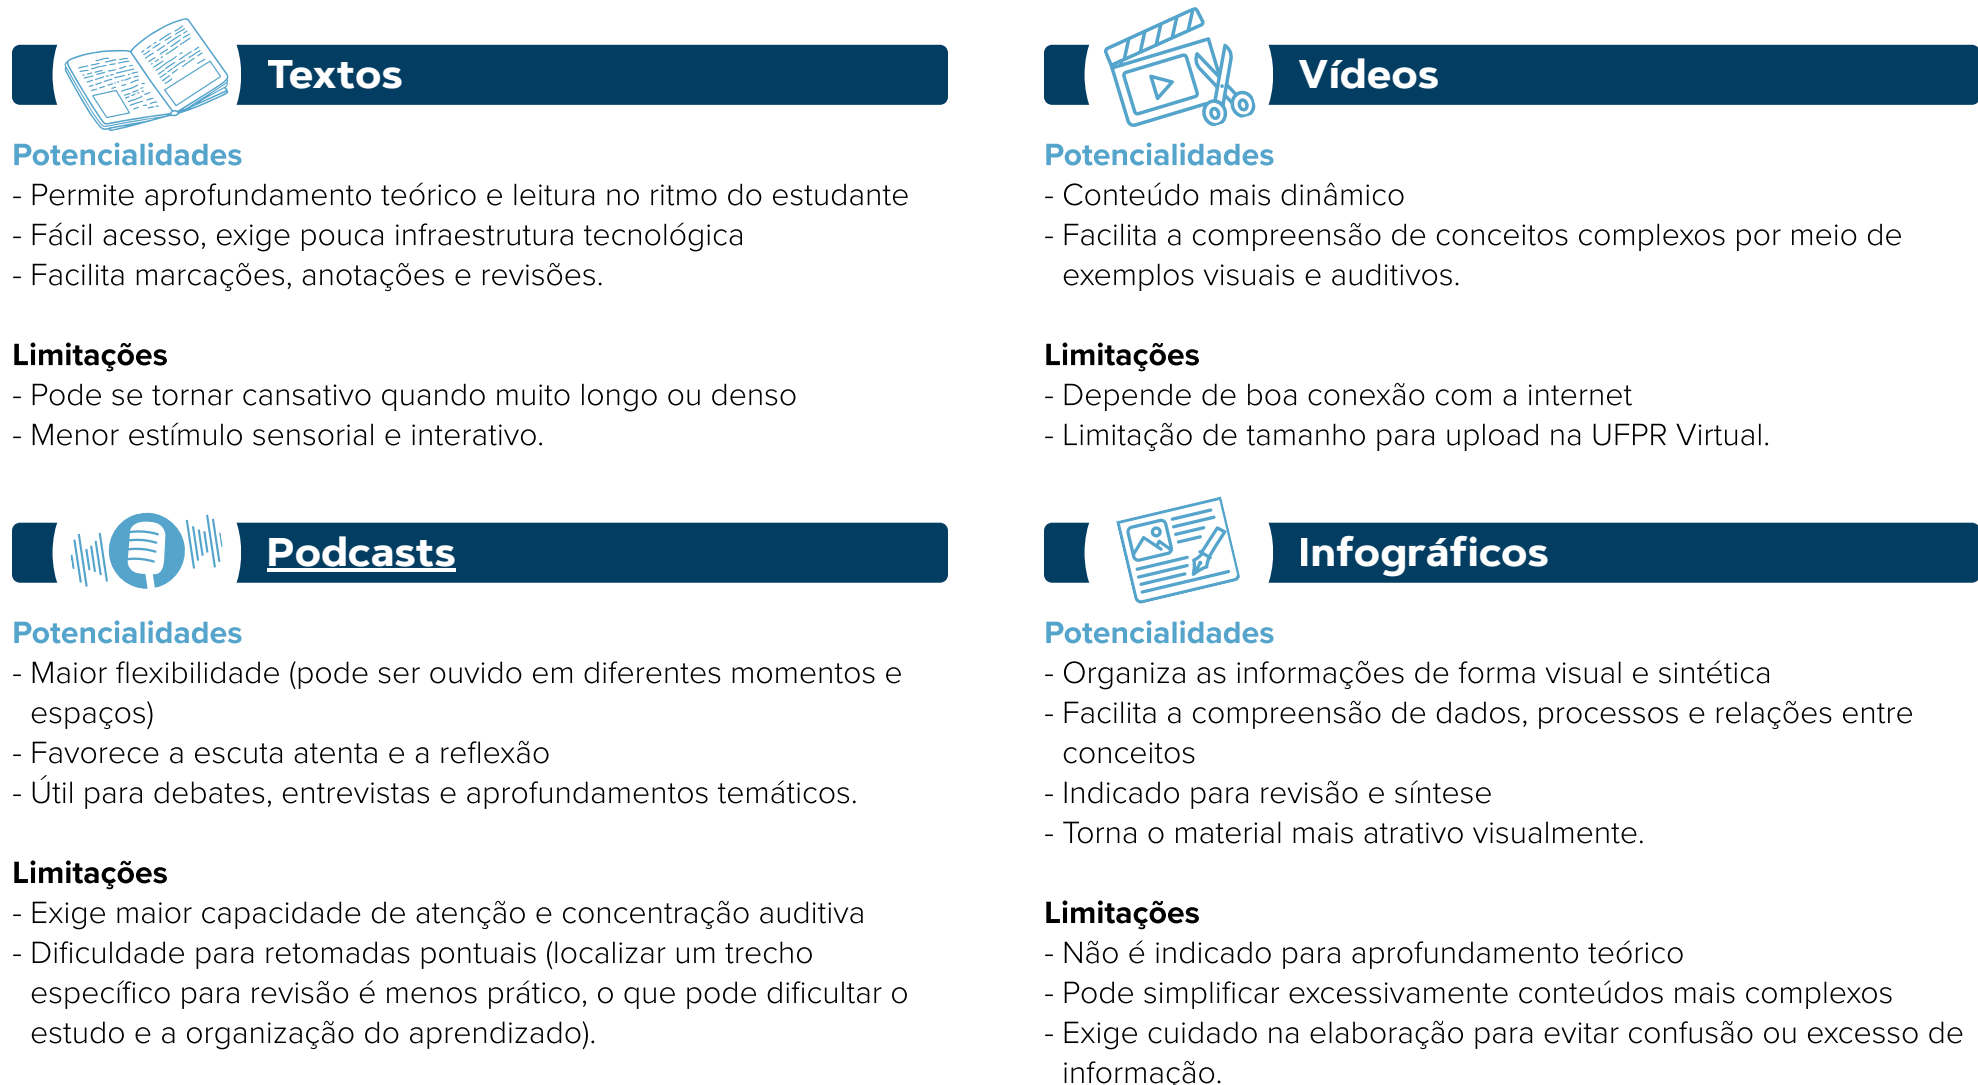 Textos
Potencialidades
- Permite aprofundamento teórico e leitura no ritmo do estudante
- Fácil acesso, exige pouca infraestrutura tecnológica
- Facilita marcações, anotações e revisões.
Limitações
- Pode se tornar cansativo quando muito longo ou denso
- Menor estímulo sensorial e interativo.
Vídeos
Potencialidades
- Conteúdo mais dinâmico
- Facilita a compreensão de conceitos complexos por meio de
exemplos visuais e auditivos.
Limitações
- Depende de boa conexão com a internet
- Limitação de tamanho para upload na UFPR Virtual.
Podcasts
Potencialidades
- Maior flexibilidade (pode ser ouvido em diferentes momentos e
espaços)
- Favorece a escuta atenta e a reflexão
- Útil para debates, entrevistas e aprofundamentos temáticos.
Limitações
- Exige maior capacidade de atenção e concentração auditiva
- Dificuldade para retomadas pontuais (localizar um trecho
específico para revisão é menos prático, o que pode dificultar o
estudo e a organização do aprendizado).
Infográficos
Potencialidades
- Organiza as informações de forma visual e sintética
- Facilita a compreensão de dados, processos e relações entre
conceitos
- Indicado para revisão e síntese
- Torna o material mais atrativo visualmente.
Limitações
- Não é indicado para aprofundamento teórico
- Pode simplificar excessivamente conteúdos mais complexos
- Exige cuidado na elaboração para evitar confusão ou excesso de
informação.